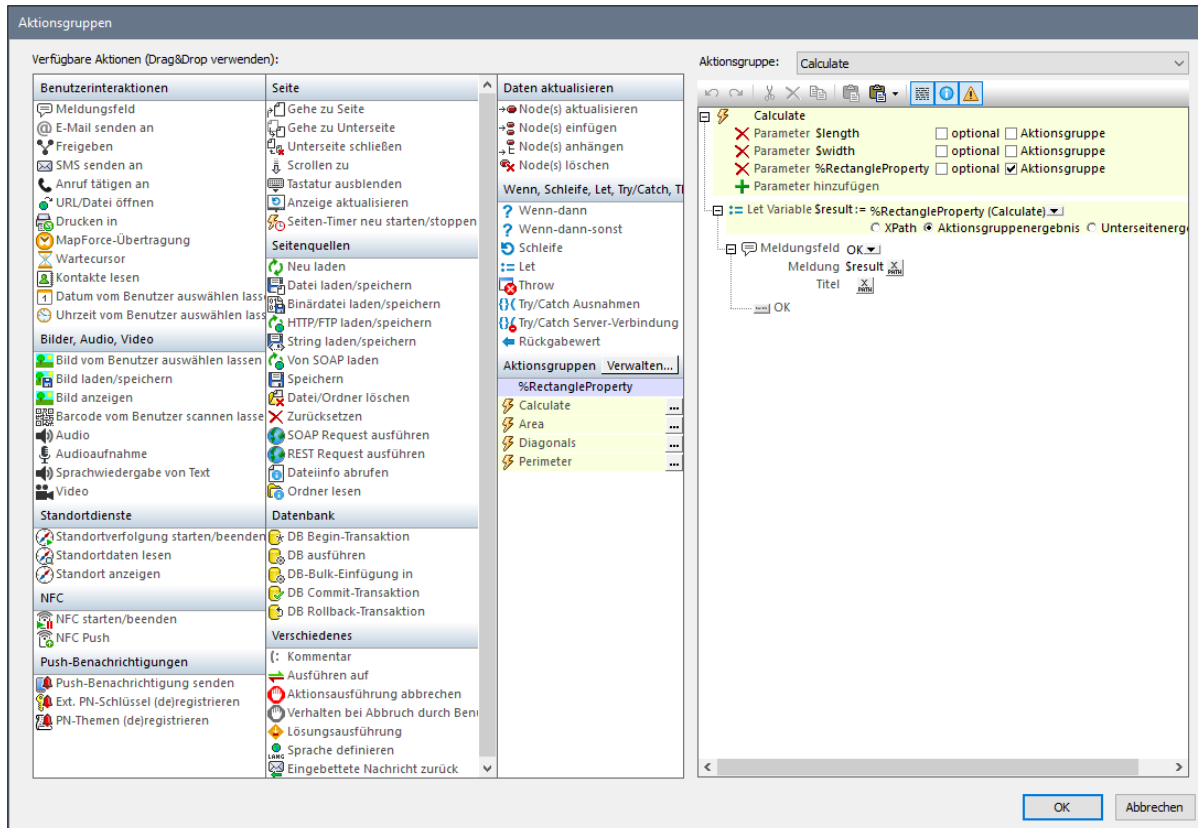 Aktionsgruppen
Verfügbare Aktionen (Drag&Drop verwenden):
Benutzerinteraktionen
Meldungsfeld
E-Mail senden an
Freigeben
SMS senden an
Anruf tätigen an
URL/Datei öffnen
Drucken in
MapForce-Übertragung
Wartecursor
Kontakte lesen
Datum vom Benutzer auswählen lass
Uhrzeit vom Benutzer auswählen lass
Bilder, Audio, Video
Bild vom Benutzer auswählen lassen
Bild laden/speichern
Bild anzeigen
Barcode vom Benutzer scannen lasse
Audio
Audioaufnahme
Sprachwiedergabe von Text
Video
Standortdienste
Standortverfolgung starten/beenden
Standortdaten lesen
Standort anzeigen
NFC
NFC starten/beenden
NFC Push
Push-Benachrichtigungen
Push-Benachrichtigung senden
Ext. PN-Schlüssel (de)registrieren
PN-Themen (de)registrieren
Seite
Gehe zu Seite
Gehe zu Unterseite
Unterseite schließen
Scrollen zu
Tastatur ausblenden
Anzeige aktualisieren
Seiten-Timer neu starten/stoppen
Seitenquellen
Neu laden
Datei laden/speichern
Binärdatei laden/speichern
HTTP/FTP laden/speichern
String laden/speichern
Von SOAP laden
Speichern
Datei/Ordner löschen
Zurücksetzen
SOAP Request ausführen
REST Request ausführen
Dateiinfo abrufen
Ordner lesen
Datenbank
DB Begin-Transaktion
DB ausführen
DB-Bulk-Einfügung in
DB Commit-Transaktion
DB Rollback-Transaktion
Verschiedenes
(: Kommentar
Ausführen auf
Aktionsausführung abbrechen
Verhalten bei Abbruch durch Ben
Lösungsausführung
LANG Sprache definieren
Eingebettete Nachricht zurück
Daten aktualisieren
Node(s) aktualisieren
Node(s) einfügen
Node(s) anhängen
Node(s) löschen
Wenn, Schleife, Let, Try/Catch, T
? Wenn-dann
? Wenn-dann-sonst
Schleife
:= Let
Throw
Try/Catch Ausnahmen
Try/Catch Server-Verbindung
Rückgabewert
Aktionsgruppen Verwalten...
%RectangleProperty
Calculate ...
Area ...
Diagonals ...
Perimeter ...
Aktionsgruppe: Calculate
Calculate
Parameter $length optional Aktionsgruppe
Parameter $width optional Aktionsgruppe
Parameter %RectangleProperty optional Aktionsgruppe
Parameter hinzufügen
:= Let Variable $result := %RectangleProperty (Calculate)
XPath Aktionsgruppenergebnis Unterseitenerge
Meldungsfeld OK
Meldung $result XPATH
Titel XPATH
OK
OK Abbrechen